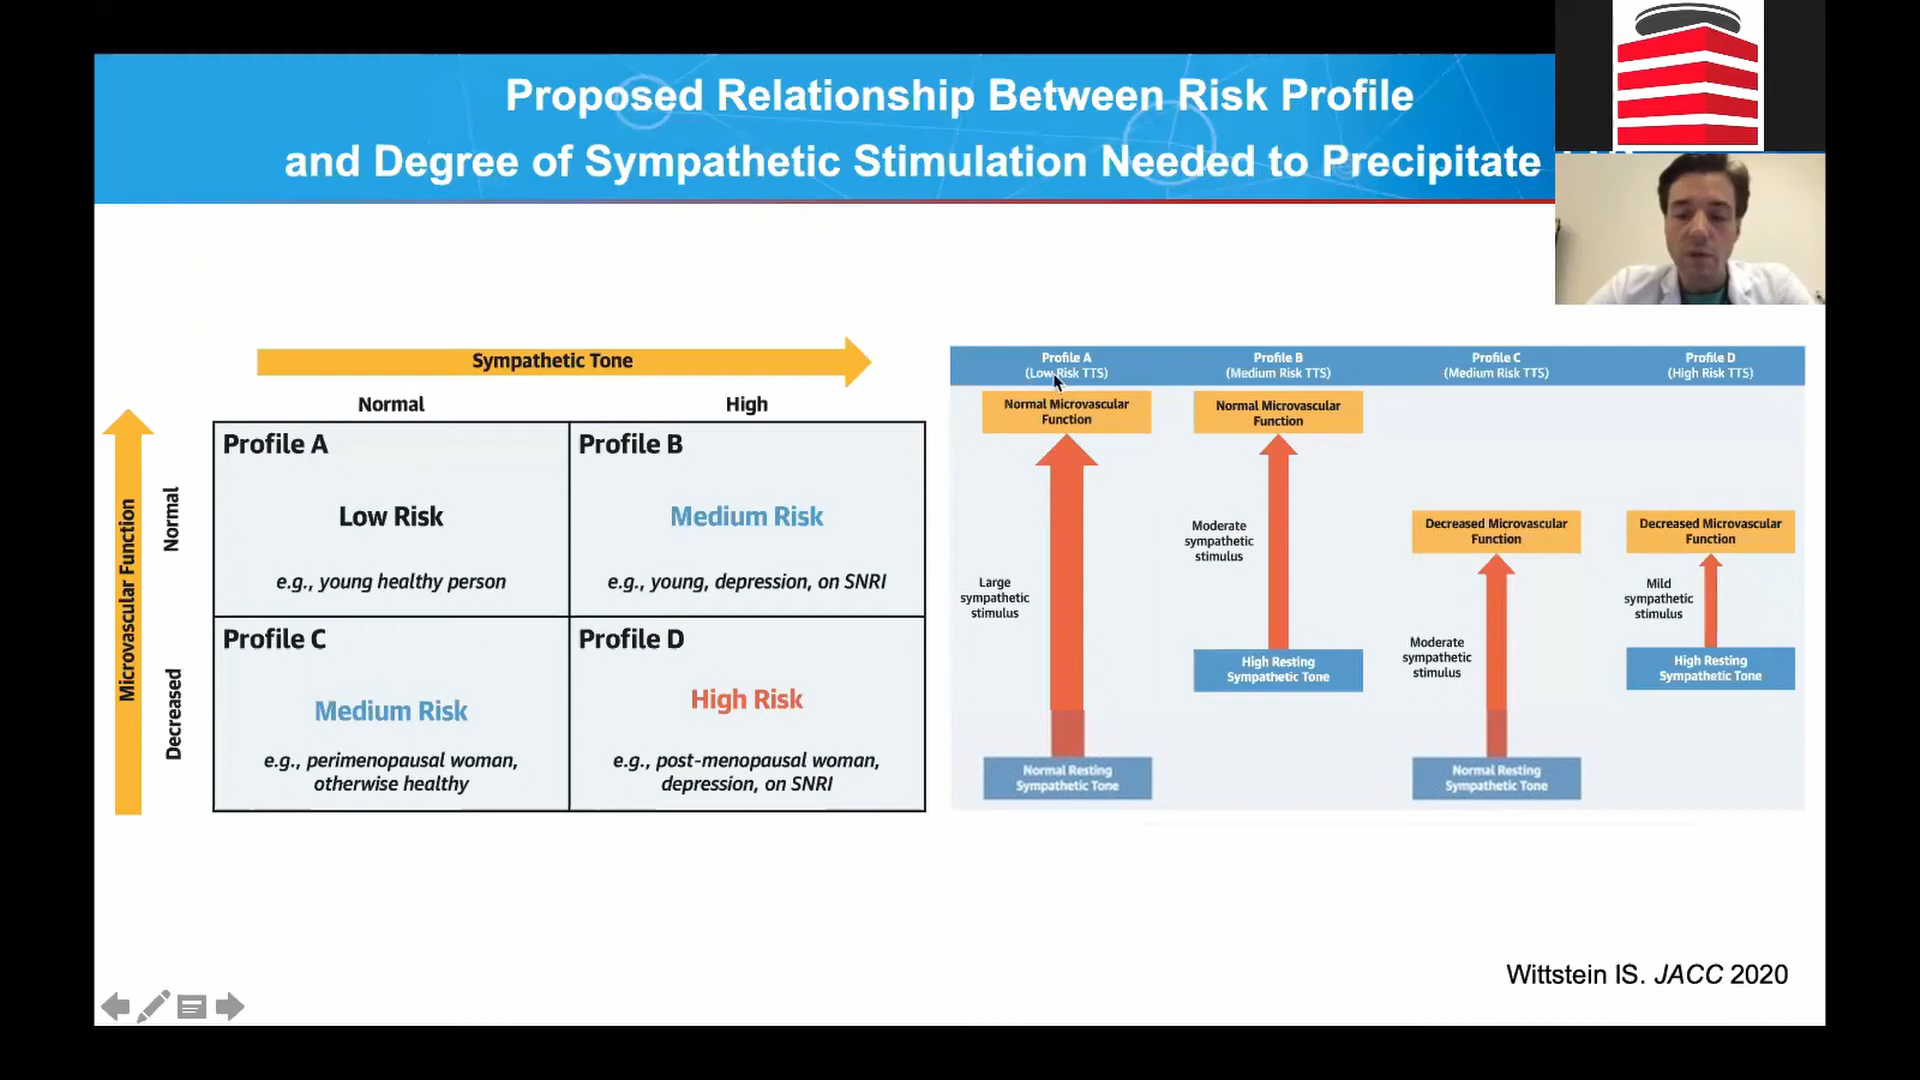 Proposed Relationship Between Risk Profile
and Degree of Sympathetic Stimulation Needed to Precipitate
Sympathetic Tone
Normal
High
Microvascular Function
Normal
Decreased
Profile A
Low Risk
e.g., young healthy person
Profile B
Medium Risk
e.g., young, depression, on SNRI
Profile C
Medium Risk
e.g., perimenopausal woman,
otherwise healthy
Profile D
High Risk
e.g., post-menopausal woman,
depression, on SNRI
Profile A
(Low Risk TTS)
Normal Microvascular
Function
Large
sympathetic
stimulus
Normal Resting
Sympathetic Tone
Profile B
(Medium Risk TTS)
Normal Microvascular
Function
Moderate
sympathetic
stimulus
High Resting
Sympathetic Tone
Profile C
(Medium Risk TTS)
Decreased Microvascular
Function
Moderate
sympathetic
stimulus
Normal Resting
Sympathetic Tone
Profile D
(High Risk TTS)
Decreased Microvascular
Function
Mild
sympathetic
stimulus
High Resting
Sympathetic Tone
Wittstein IS. JACC 2020